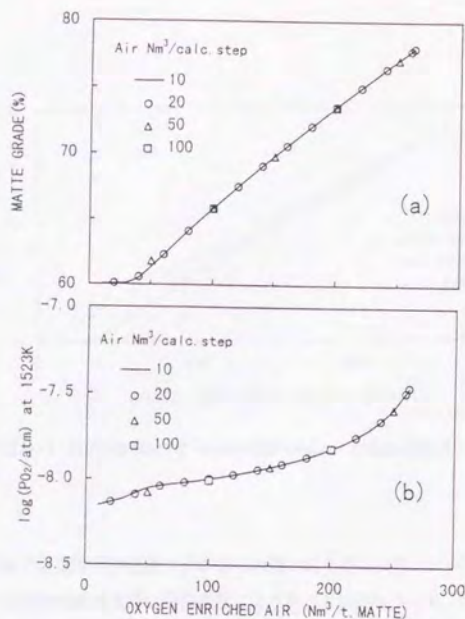 80
Air Nm³/calc. step
10
20
50
100
MATTE GRADE(%)
70
(a)
60
-7.0
Air Nm³/calc. step
10
20
50
100
log(PO₂/atm) at 1523K
-7.5
-8.0
(b)
-8.5
0 100 200 300
OXYGEN ENRICHED AIR (Nm³/t. MATTE)